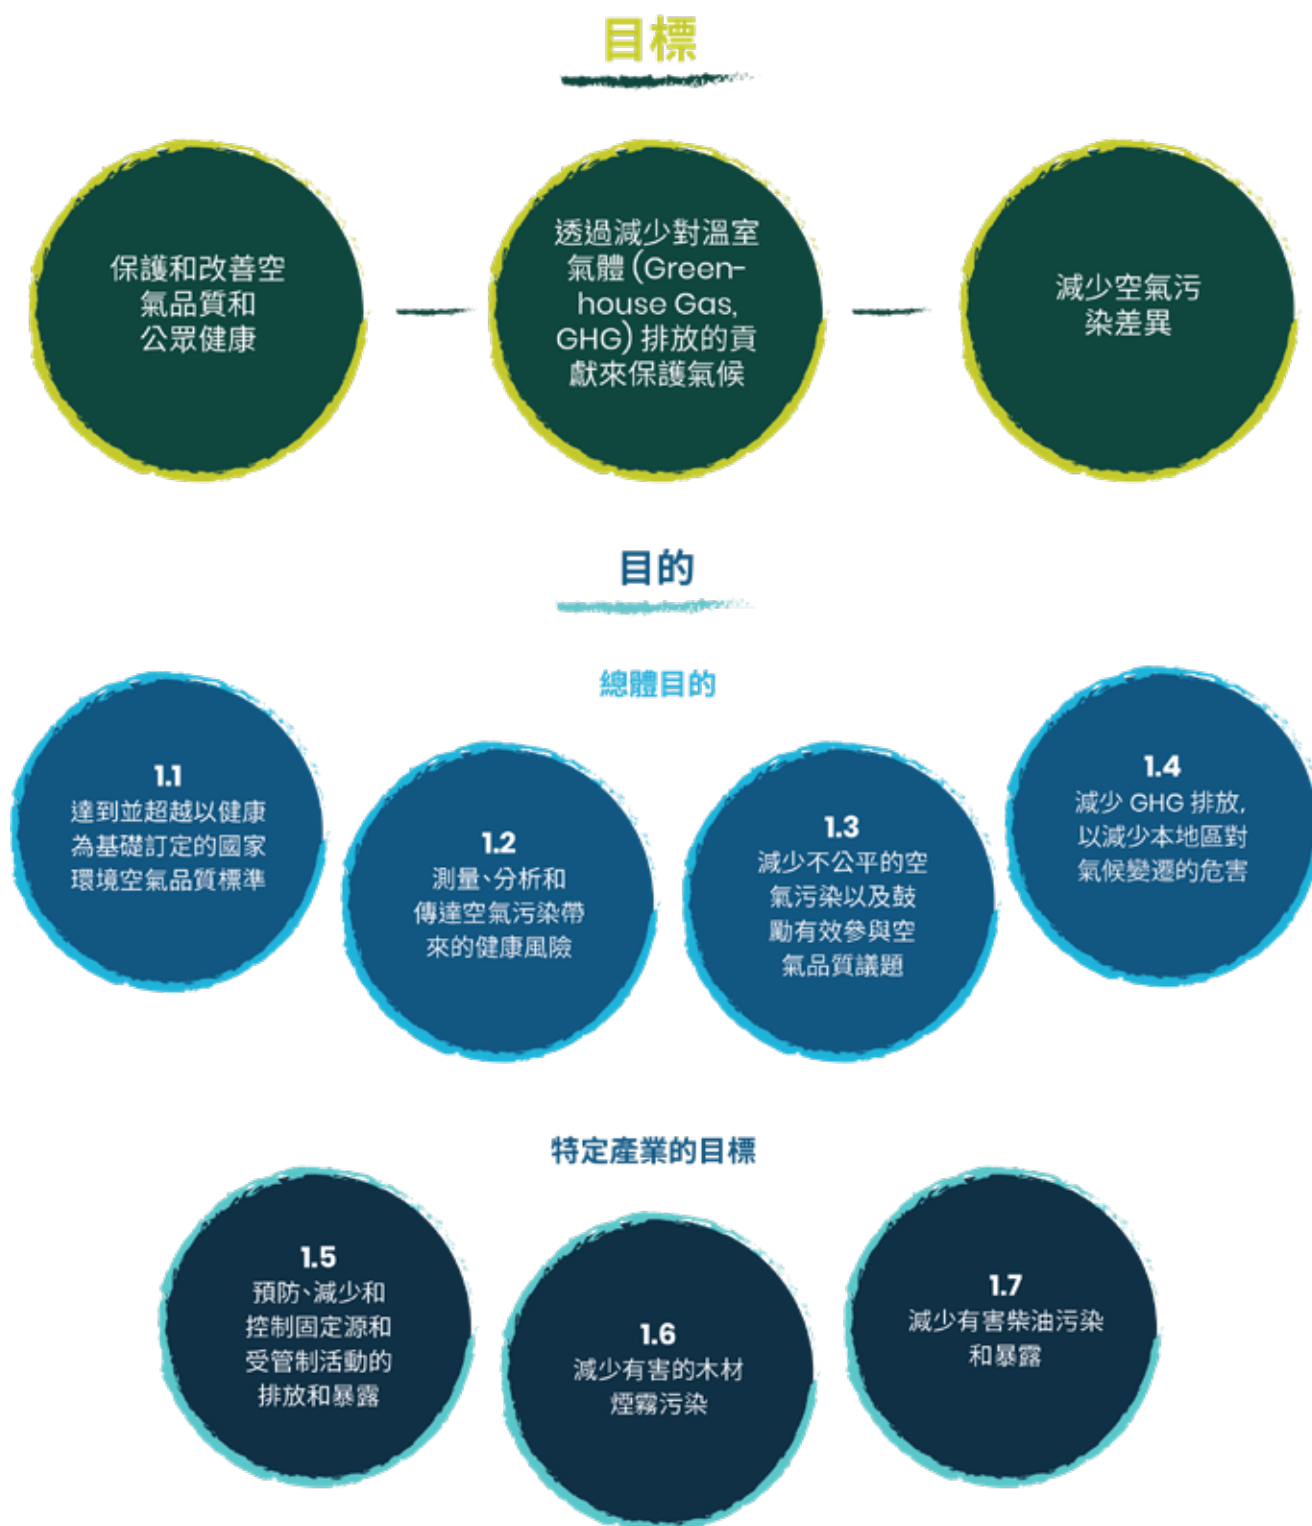 目標
保護和改善空
氣品質和
公眾健康
透過減少對溫室
氣體 (Green-
house Gas,
GHG) 排放的貢
獻來保護氣候
減少空氣污
染差異
目的
總體目的
1.1
達到並超越以健康
為基礎訂定的國家
環境空氣品質標準
1.2
測量、分析和
傳達空氣污染帶
來的健康風險
1.3
減少不公平的空
氣污染以及鼓
勵有效參與空
氣品質議題
1.4
減少 GHG 排放,
以減少本地區對
氣候變遷的危害
特定產業的目標
1.5
預防、減少和
控制固定源和
受管制活動的
排放和暴露
1.6
減少有害的木材
煙霧污染
1.7
減少有害柴油污染
和暴露